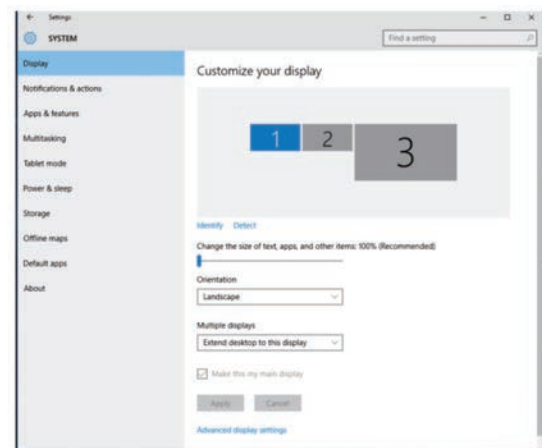 Settings
SYSTEM
Find a setting
Display
Notifications & actions
Apps & features
Multitasking
Tablet mode
Power & sleep
Storage
Offline maps
Default apps
About
Customize your display
1
2
3
Identify Detect
Change the size of text, apps, and other items: 100% (Recommended)
Orientation
Landscape
Multiple displays
Extend desktop to this display
Make this my main display
Apply Cancel
Advanced display settings